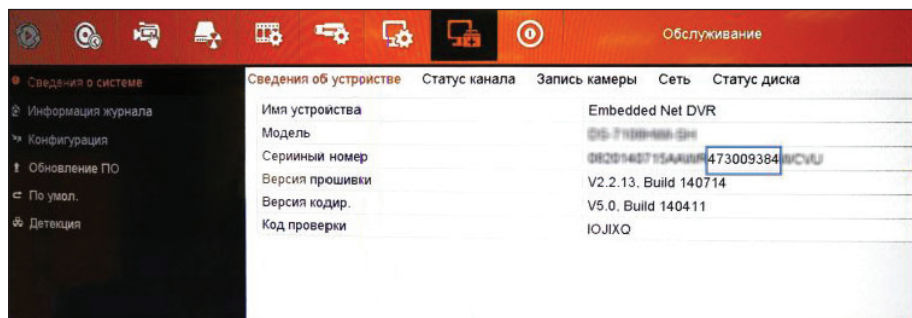 Обслуживание
Сведения о системе
Информация журнала
Конфигурация
Обновление ПО
По умол.
Детекция
Сведения об устройстве Статус канала Запись камеры Сеть Статус диска
Имя устройства Embedded Net DVR
Модель
Серийный номер 473009384
Версия прошивки V2.2.13, Build 140714
Версия кодир. V5.0, Build 140411
Код проверки IOJIXQ